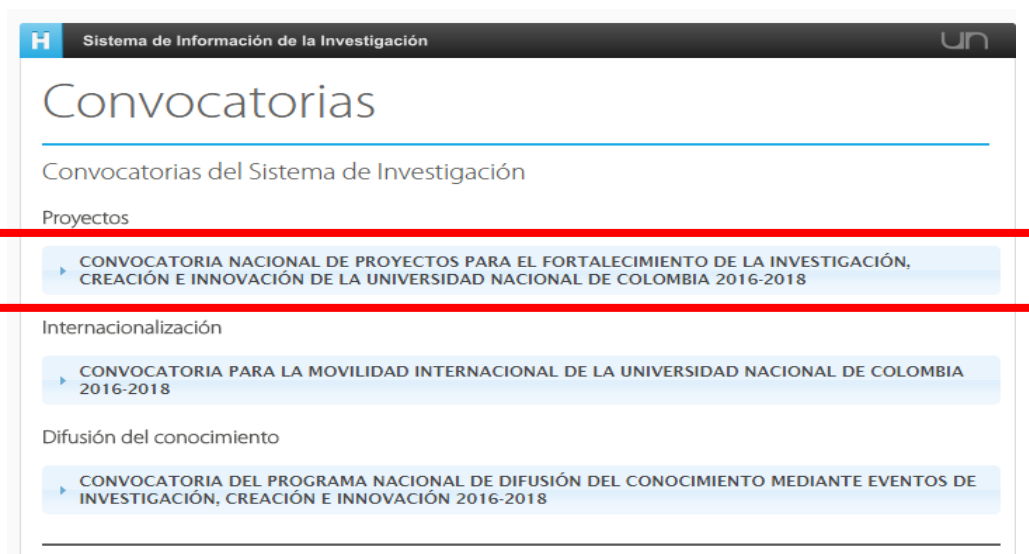 H Sistema de Información de la Investigación un
Convocatorias
Convocatorias del Sistema de Investigación
Proyectos
CONVOCATORIA NACIONAL DE PROYECTOS PARA EL FORTALECIMIENTO DE LA INVESTIGACIÓN,
CREACIÓN E INNOVACIÓN DE LA UNIVERSIDAD NACIONAL DE COLOMBIA 2016-2018
Internacionalización
CONVOCATORIA PARA LA MOVILIDAD INTERNACIONAL DE LA UNIVERSIDAD NACIONAL DE COLOMBIA
2016-2018
Difusión del conocimiento
CONVOCATORIA DEL PROGRAMA NACIONAL DE DIFUSIÓN DEL CONOCIMIENTO MEDIANTE EVENTOS DE
INVESTIGACIÓN, CREACIÓN E INNOVACIÓN 2016-2018